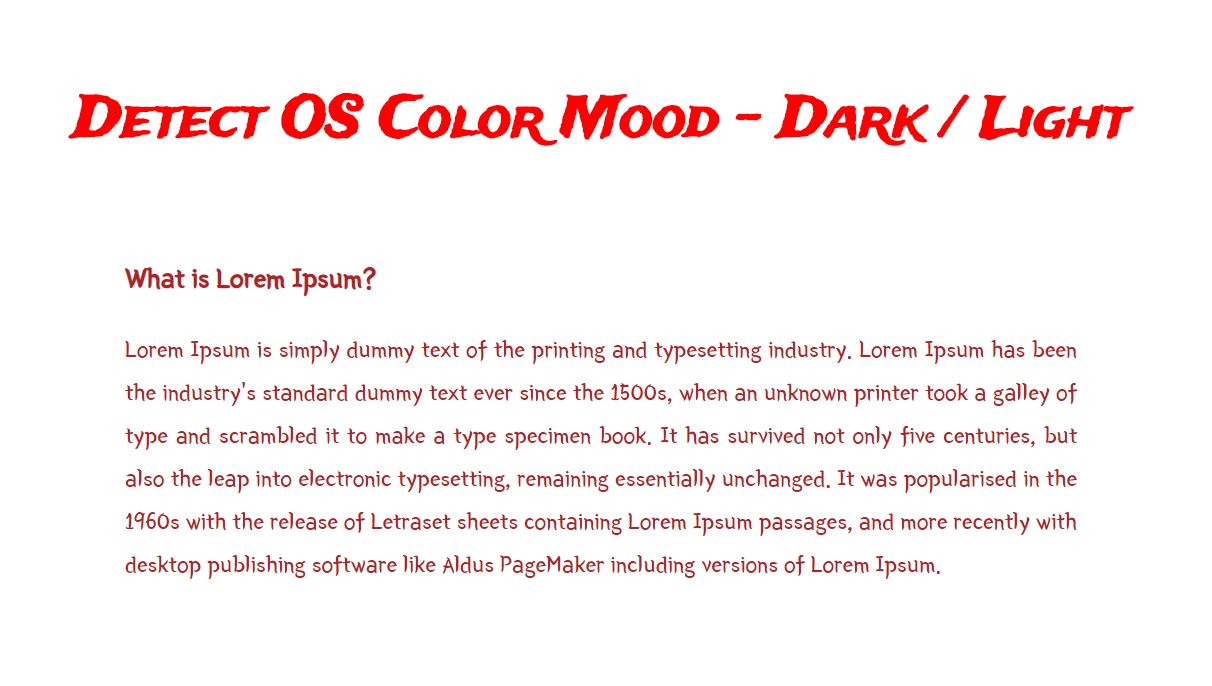 Detect OS Color Mood - Dark / Light
What is Lorem Ipsum?
Lorem Ipsum is simply dummy text of the printing and typesetting industry. Lorem Ipsum has been
the industry's standard dummy text ever since the 1500s, when an unknown printer took a galley of
type and scrambled it to make a type specimen book. It has survived not only five centuries, but
also the leap into electronic typesetting, remaining essentially unchanged. It was popularised in the
1960s with the release of Letraset sheets containing Lorem Ipsum passages, and more recently with
desktop publishing software like Aldus PageMaker including versions of Lorem Ipsum.